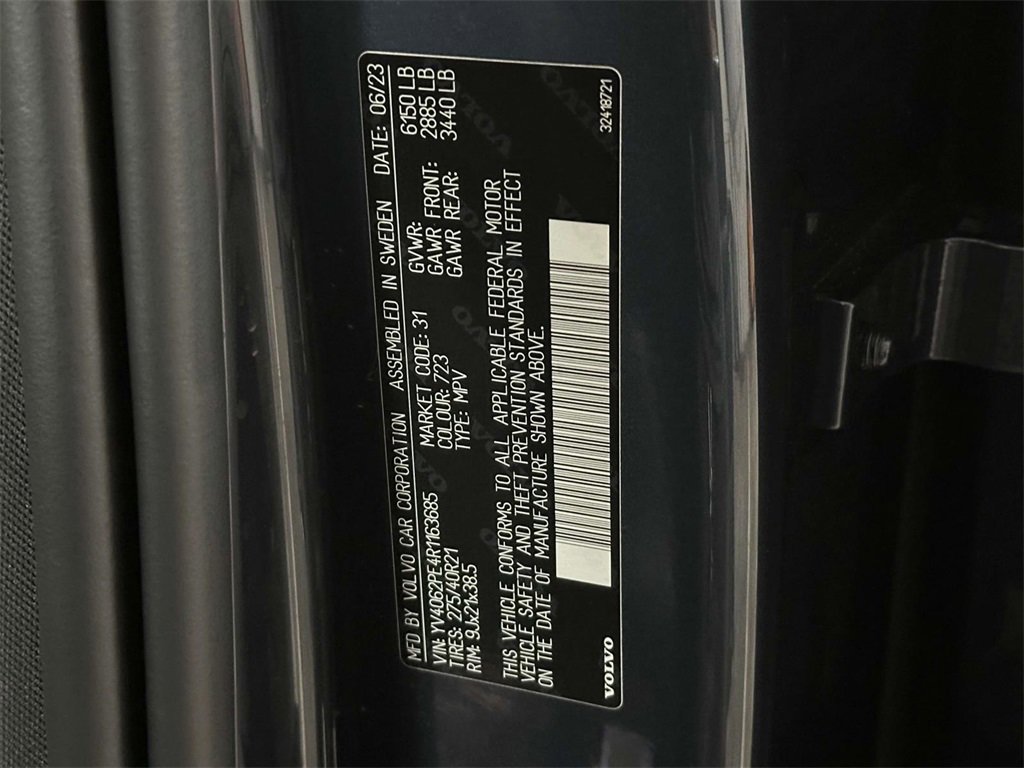 MFD BY VOLVO CAR CORPORATION ASSEMBLED IN SWEDEN DATE: 06/23
VIN: YV4062PE4R1163685 MARKET CODE: 31 GVWR: 6150 LB
TIRES: 275/40R21 COLOUR: 723 GAWR FRONT: 2885 LB
RIM: 9Jx21x38.5 TYPE: MPV GAWR REAR: 3440 LB
THIS VEHICLE CONFORMS TO ALL APPLICABLE FEDERAL MOTOR
VEHICLE SAFETY AND THEFT PREVENTION STANDARDS IN EFFECT
ON THE DATE OF MANUFACTURE SHOWN ABOVE.
VOLVO 32418721